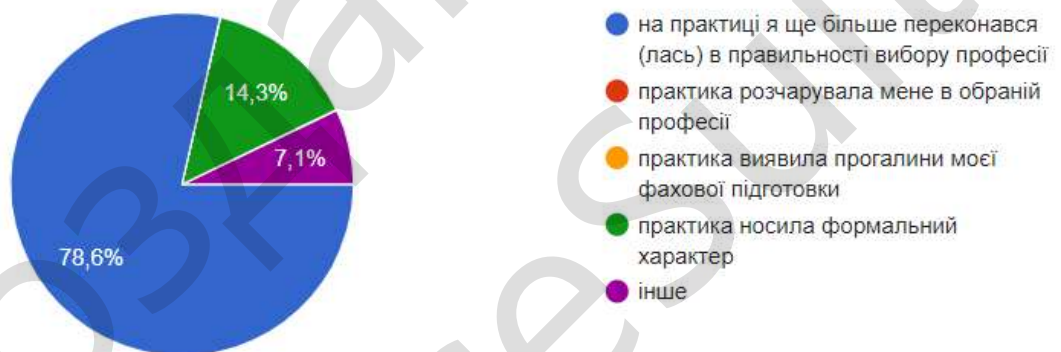 на практиці я ще більше переконався
(лась) в правильності вибору професії
практика розчарувала мене в обраній
професії
практика виявила прогалини моєї
фахової підготовки
практика носила формальний
характер
інше
14,3%
7,1%
78,6%